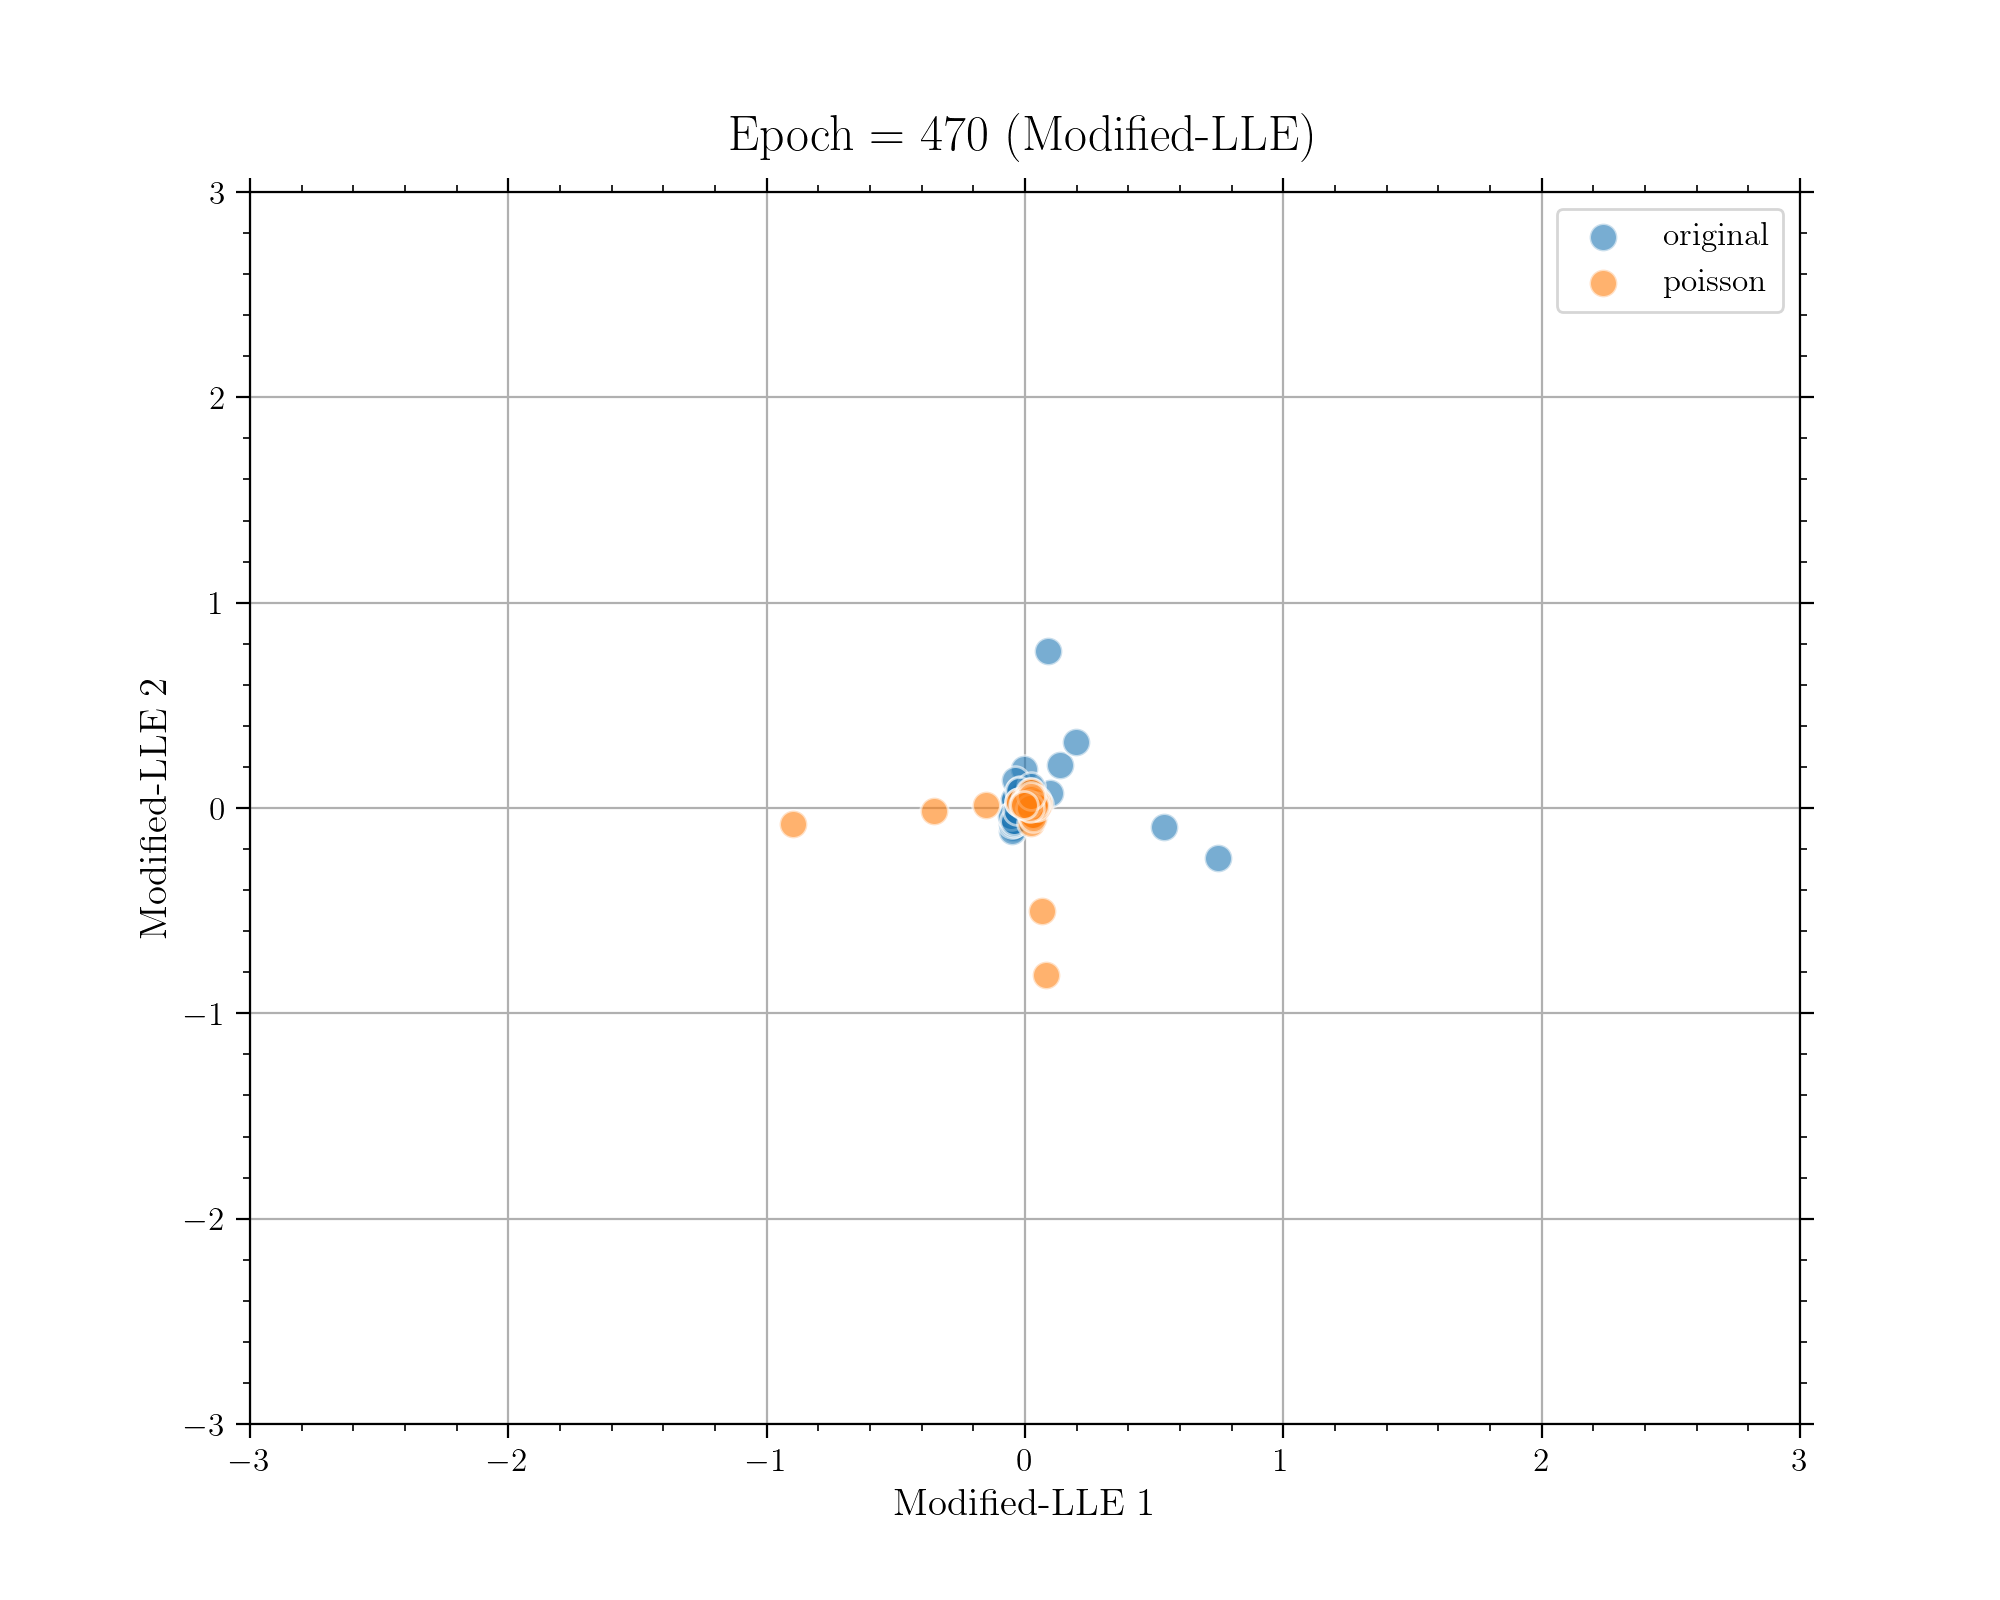 Epoch = 470 (Modified-LLE)
original
poisson
3
2
1
0
−1
−2
−3
Modified-LLE 2
−3
−2
−1
0
1
2
3
Modified-LLE 1